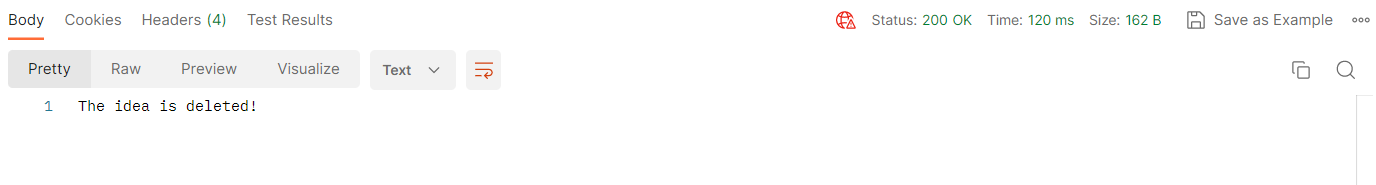 Body Cookies Headers (4) Test Results Status: 200 OK Time: 120 ms Size: 162 B Save as Example
Pretty Raw Preview Visualize Text
1 The idea is deleted!